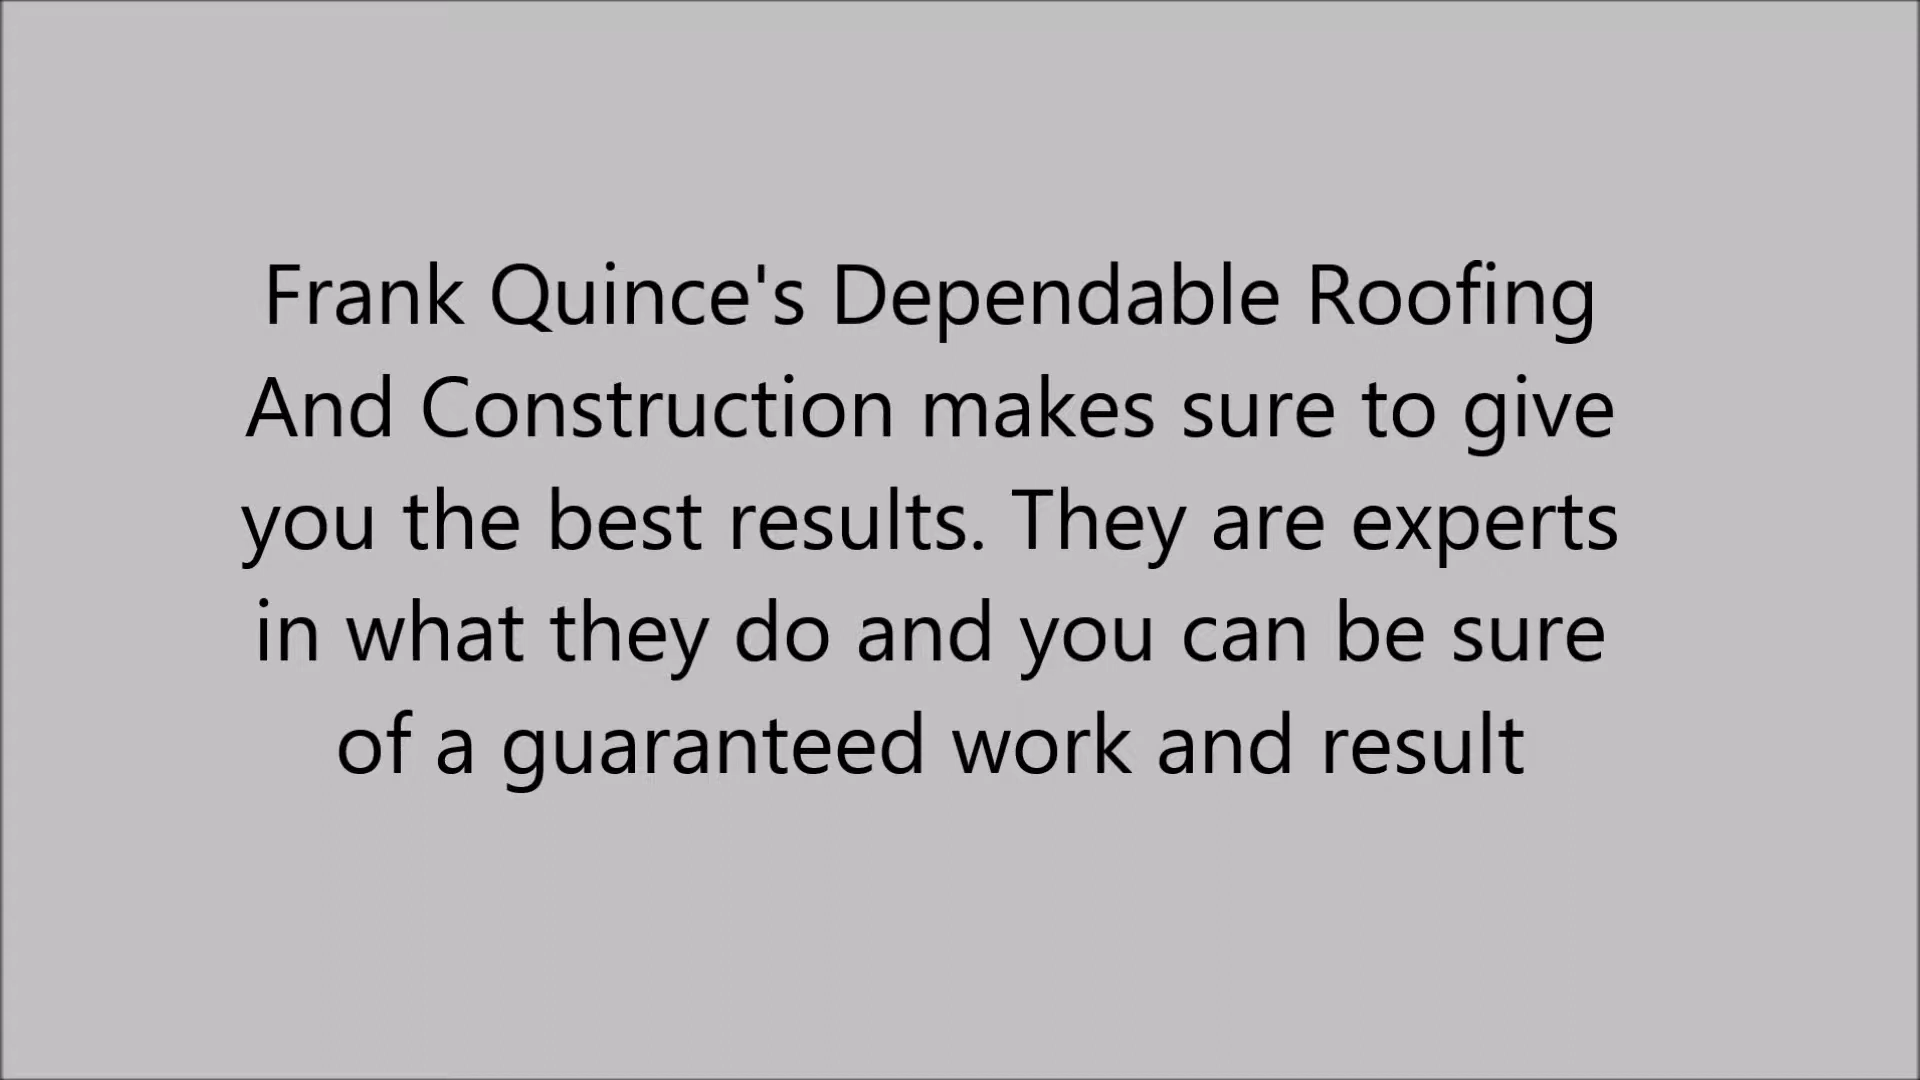 Frank Quince's Dependable Roofing
And Construction makes sure to give
you the best results. They are experts
in what they do and you can be sure
of a guaranteed work and result